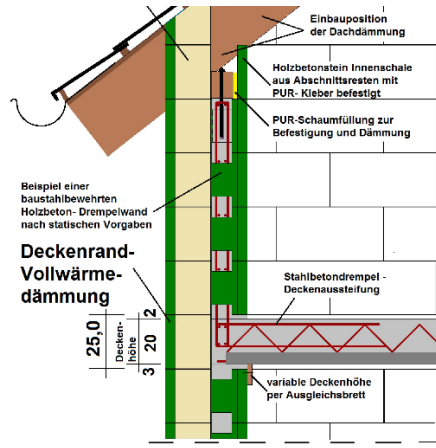 Einbauposition
der Dachdämmung
Holzbetonstein Innenschale
aus Abschnittsresten mit
PUR- Kleber befestigt
PUR-Schaumfüllung zur
Befestigung und Dämmung
Beispiel einer
baustahlbewehrten
Holzbeton- Drempelwand
nach statischen Vorgaben
Deckenrand-
Vollwärme-
dämmung
Stahlbetondrempel -
Deckenaussteifung
25,0
Decken-
höhe
2
20
3
variable Deckenhöhe
per Ausgleichsbrett